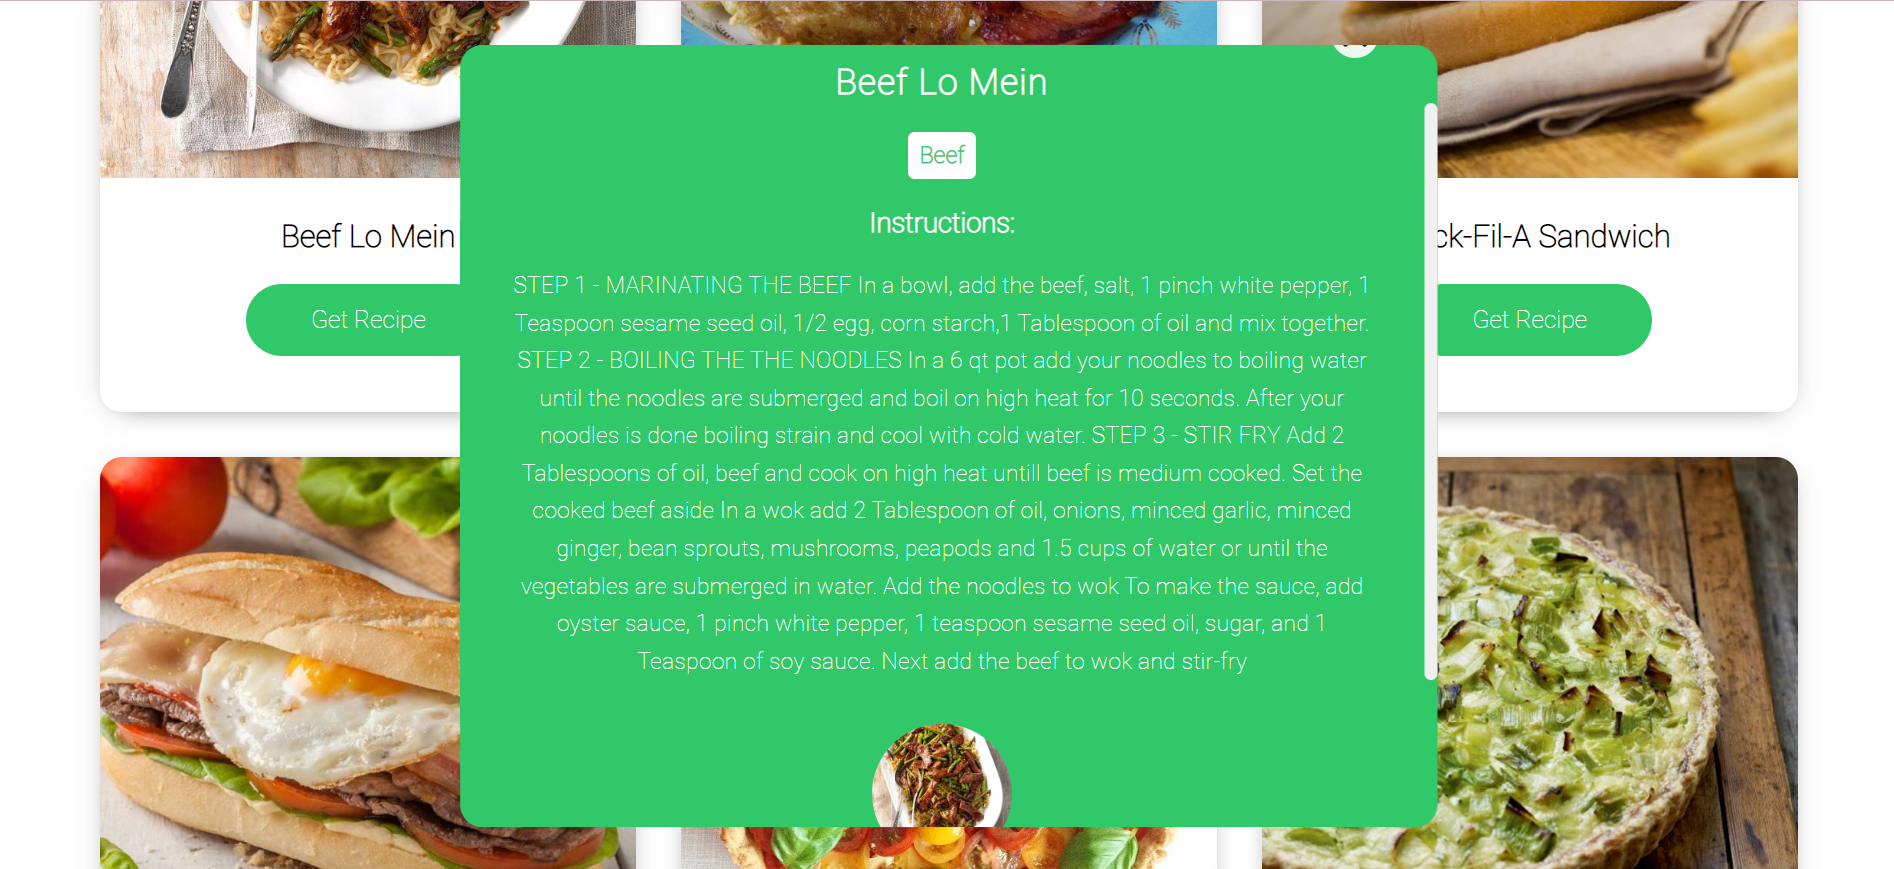 Beef Lo Mein
Beef
Instructions:
STEP 1 - MARINATING THE BEEF In a bowl, add the beef, salt, 1 pinch white pepper, 1
Teaspoon sesame seed oil, 1/2 egg, corn starch,1 Tablespoon of oil and mix together.
STEP 2 - BOILING THE THE NOODLES In a 6 qt pot add your noodles to boiling water
until the noodles are submerged and boil on high heat for 10 seconds. After your
noodles is done boiling strain and cool with cold water. STEP 3 - STIR FRY Add 2
Tablespoons of oil, beef and cook on high heat untill beef is medium cooked. Set the
cooked beef aside In a wok add 2 Tablespoon of oil, onions, minced garlic, minced
ginger, bean sprouts, mushrooms, peapods and 1.5 cups of water or until the
vegetables are submerged in water. Add the noodles to wok To make the sauce, add
oyster sauce, 1 pinch white pepper, 1 teaspoon sesame seed oil, sugar, and 1
Teaspoon of soy sauce. Next add the beef to wok and stir-fry
Beef Lo Mein
Get Recipe
ck-Fil-A Sandwich
Get Recipe